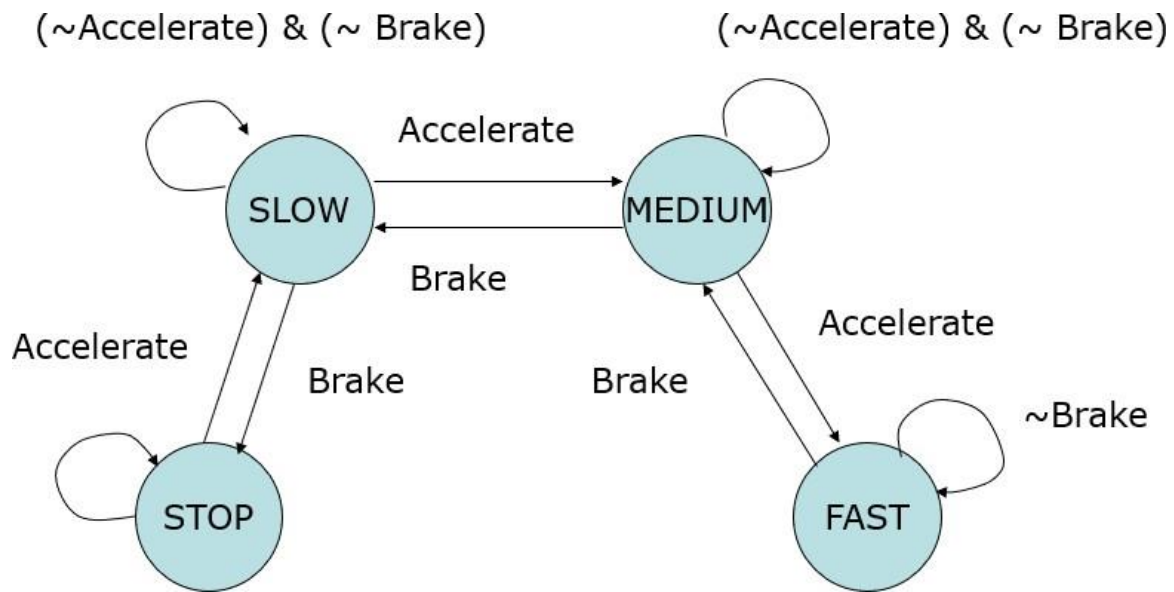 (~Accelerate) & (~ Brake)
(~Accelerate) & (~ Brake)
Accelerate
SLOW
MEDIUM
Brake
Accelerate
Accelerate
Brake
Brake
~Brake
STOP
FAST